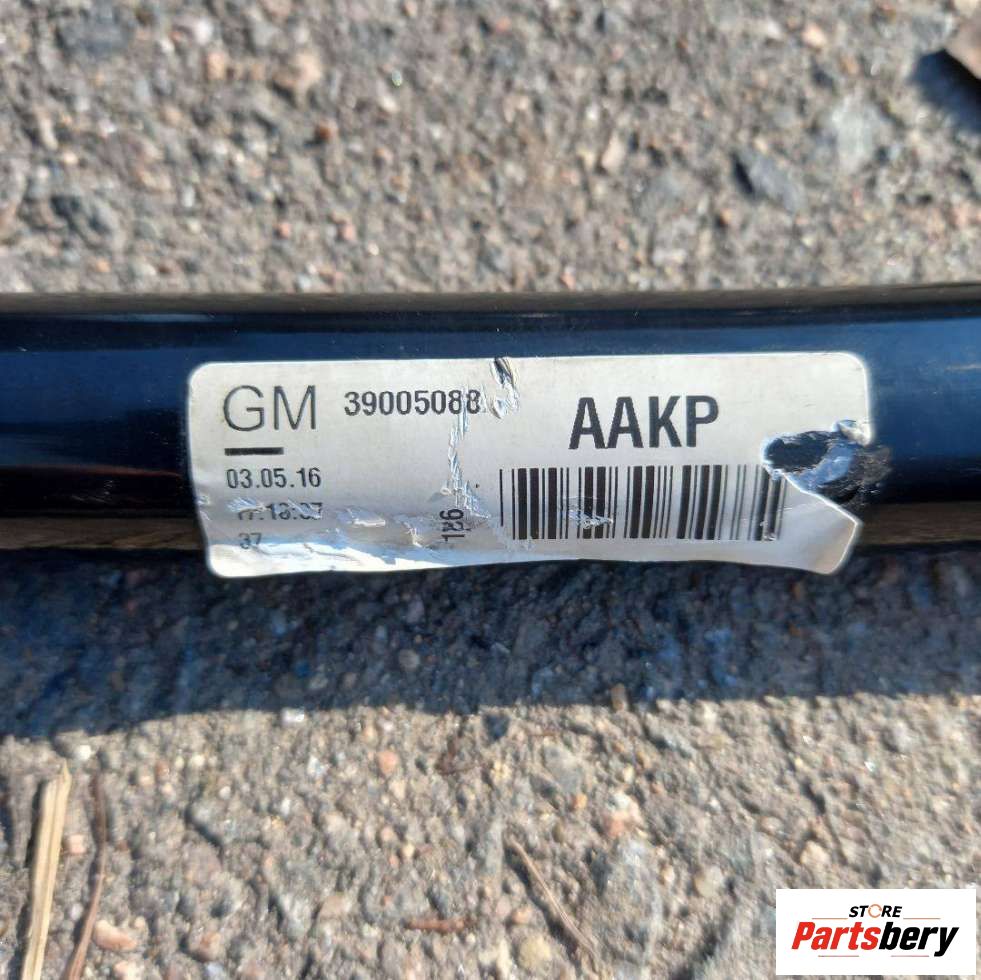 GM 39005088 AAKP
03.05.16
37
STORE
Partsbery